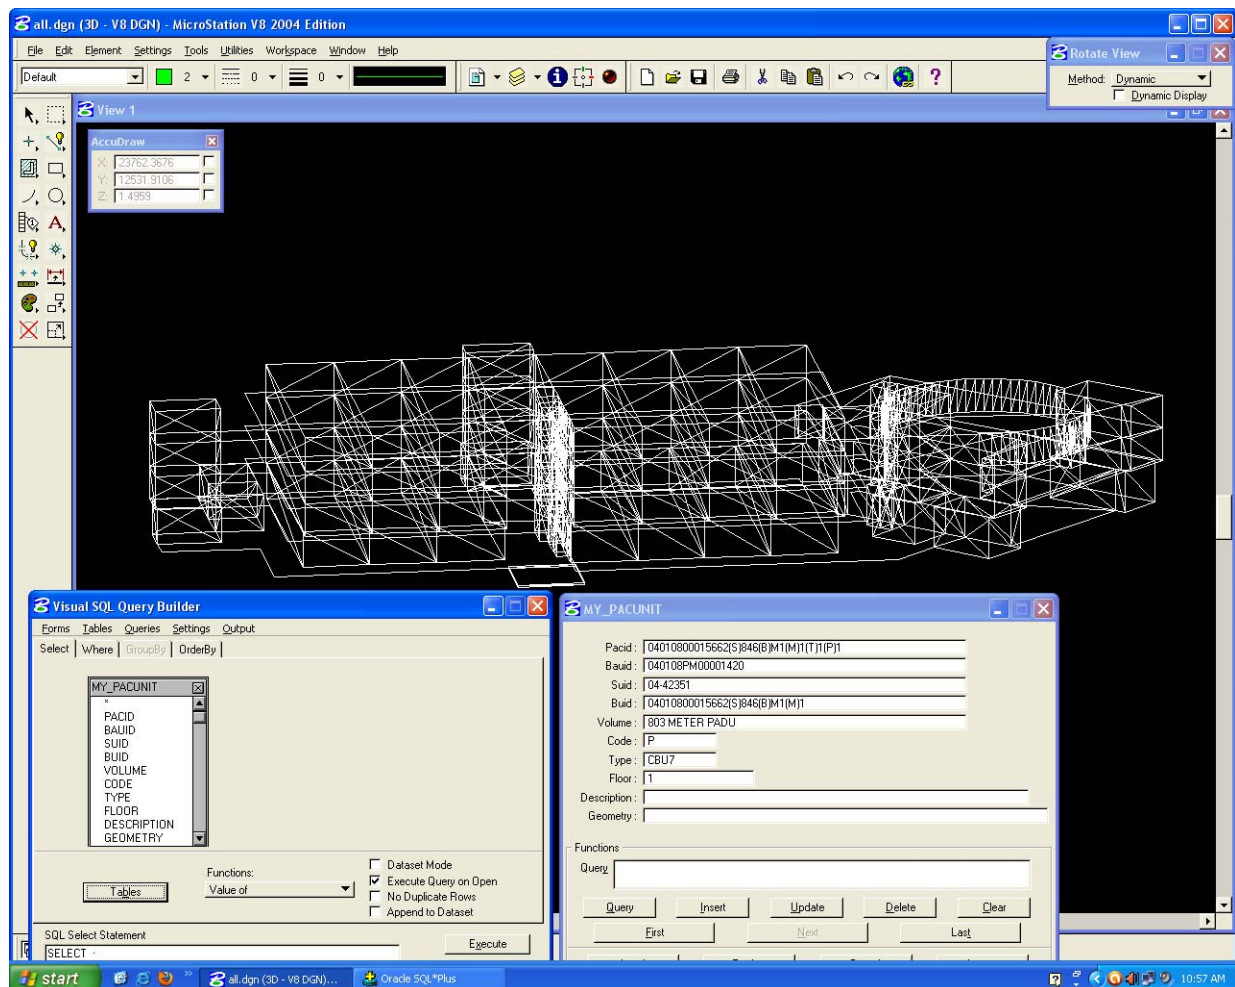 all.dgn (3D - V8 DGN) - MicroStation V8 2004 Edition
File Edit Element Settings Tools Utilities Workspace Window Help
Rotate View
Method: Dynamic
Dynamic Display
Default 2 0 0
View 1
AccuDraw
X: 23762.3676
Y: 12531.9106
Z: 1.4959
Visual SQL Query Builder
Forms Tables Queries Settings Output
Select Where GroupBy OrderBy
MY_PACUNIT
*
PACID
BAUID
SUID
BUID
VOLUME
CODE
TYPE
FLOOR
DESCRIPTION
GEOMETRY
Tables
Functions:
Value of
Dataset Mode
Execute Query on Open
No Duplicate Rows
Append to Dataset
SQL Select Statement
SELECT
Execute
MY_PACUNIT
Pacid: 04010800015662(S)846(B)M1(M)1(T)1(P)1
Bauid: 040108PM00001420
Suid: 04-42351
Buid: 04010800015662(S)846(B)M1(M)1
Volume: 803 METER PADU
Code: P
Type: CBU7
Floor: 1
Description:
Geometry:
Functions
Query
Query Insert Update Delete Clear
First Next Last
start all.dgn (3D - V8 DGN)... Oracle SQL*Plus 10:57 AM